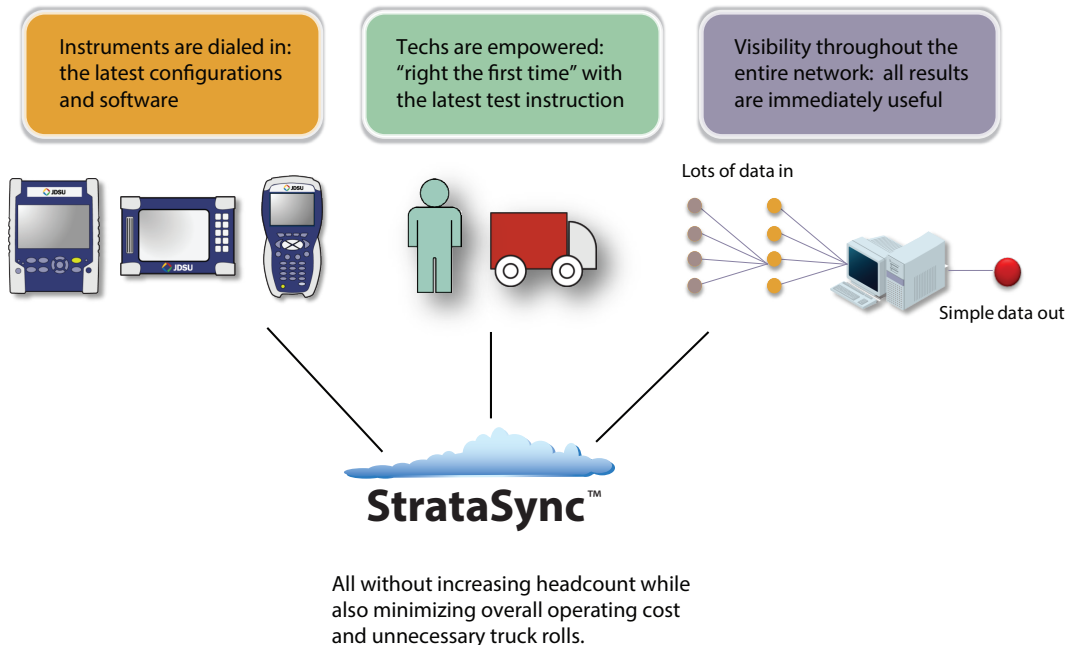 Instruments are dialed in:
the latest configurations
and software
Techs are empowered:
“right the first time” with
the latest test instruction
Visibility throughout the
entire network:  all results
are immediately useful
JDSU
JDSU
JDSU
Lots of data in
Simple data out
StrataSync™
All without increasing headcount while
also minimizing overall operating cost
and unnecessary truck rolls.